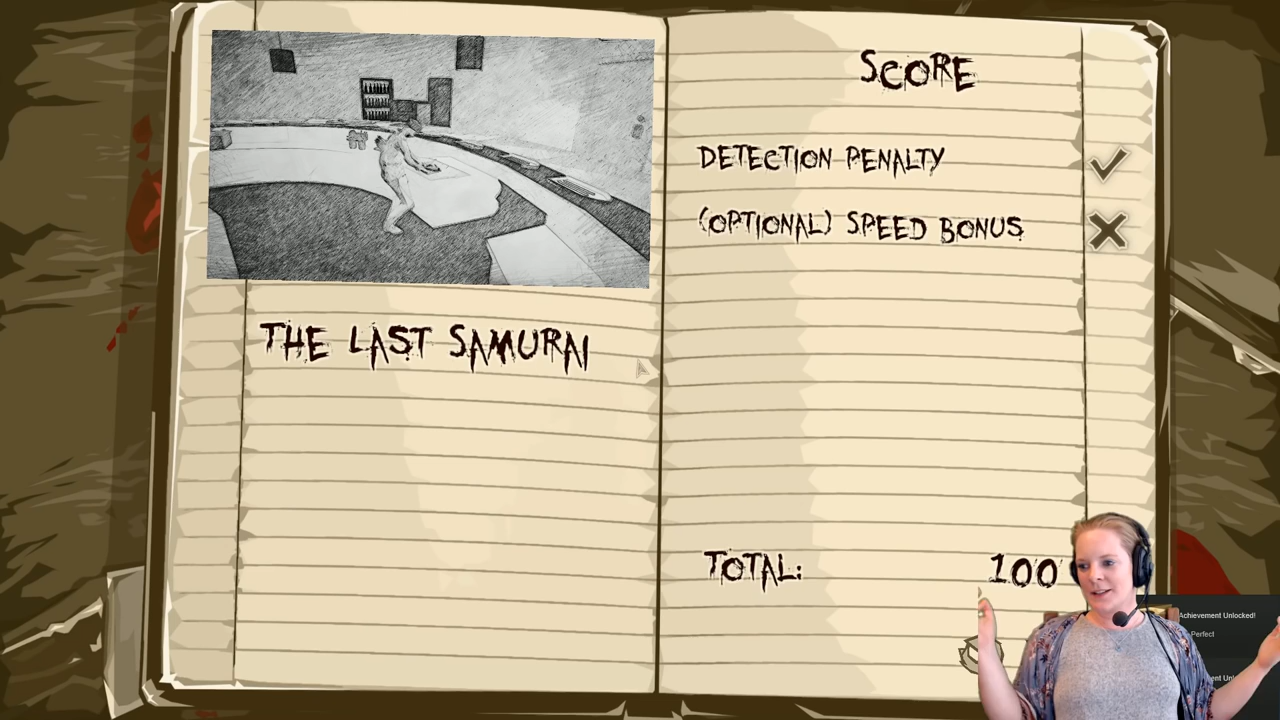 SCORE
DETECTION PENALTY
(OPTIONAL) SPEED BONUS
THE LAST SAMURAI
TOTAL: 100
Achievement Unlocked!
Perfect